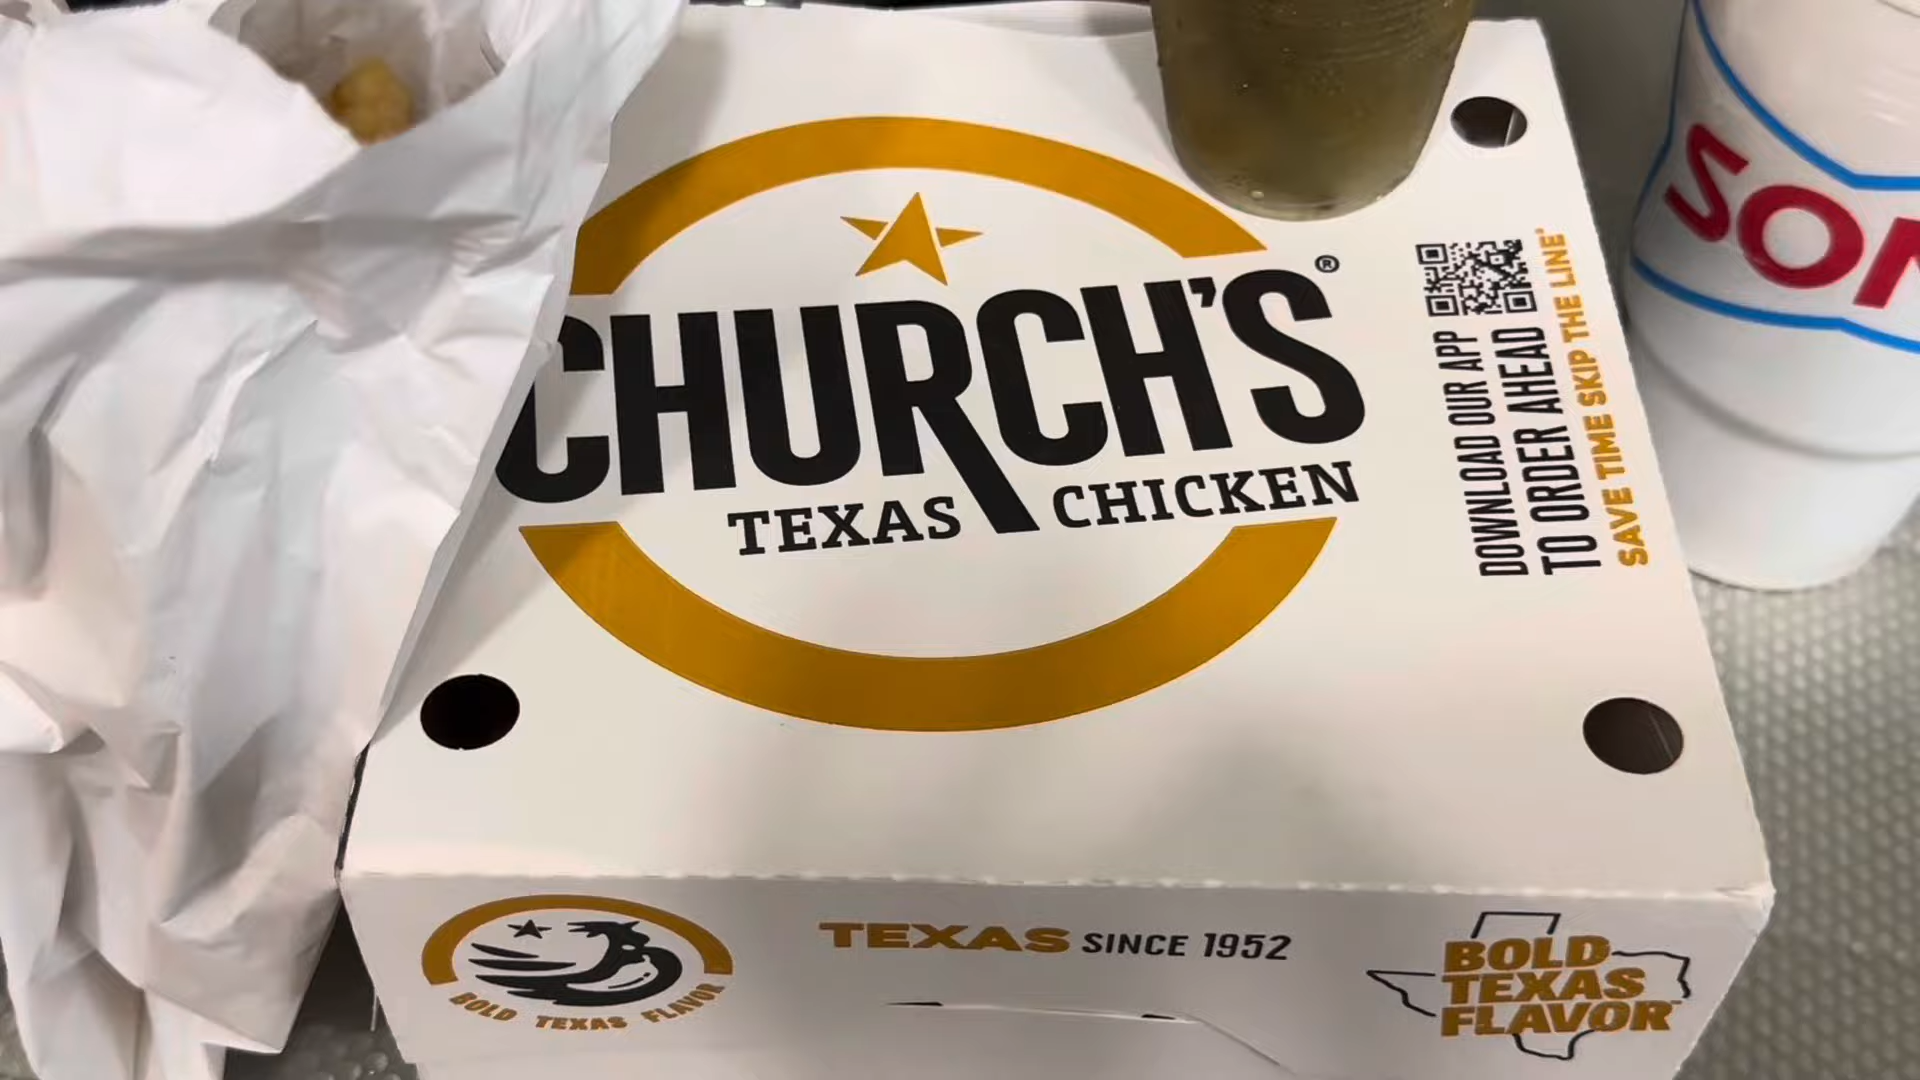 CHURCH'S®
TEXAS CHICKEN
DOWNLOAD OUR APP
TO ORDER AHEAD
SAVE TIME SKIP THE LINE
BOLD TEXAS FLAVOR
TEXAS SINCE 1952
BOLD
TEXAS
FLAVOR